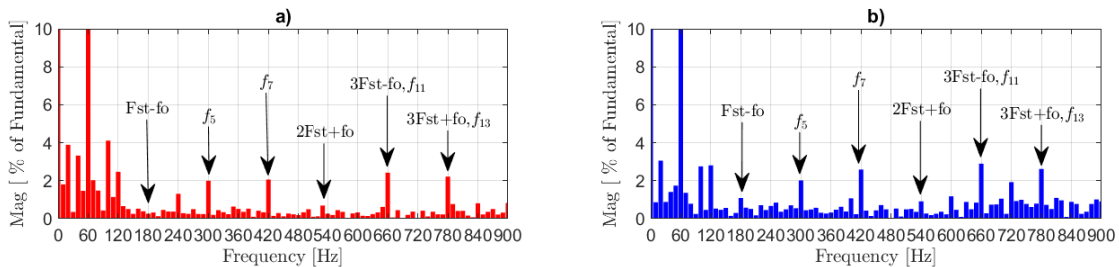 a)
Mag [ % of Fundamental]
10
8
6
4
2
0
Fst-fo
f5
f7
2Fst+fo
3Fst-fo, f11
3Fst+fo, f13
0 60 120 180 240 300 360 420 480 540 600 660 720 780 840 900
Frequency [Hz]
b)
Mag [ % of Fundamental]
10
8
6
4
2
0
Fst-fo
f5
f7
2Fst+fo
3Fst-fo, f11
3Fst+fo, f13
0 60 120 180 240 300 360 420 480 540 600 660 720 780 840 900
Frequency [Hz]